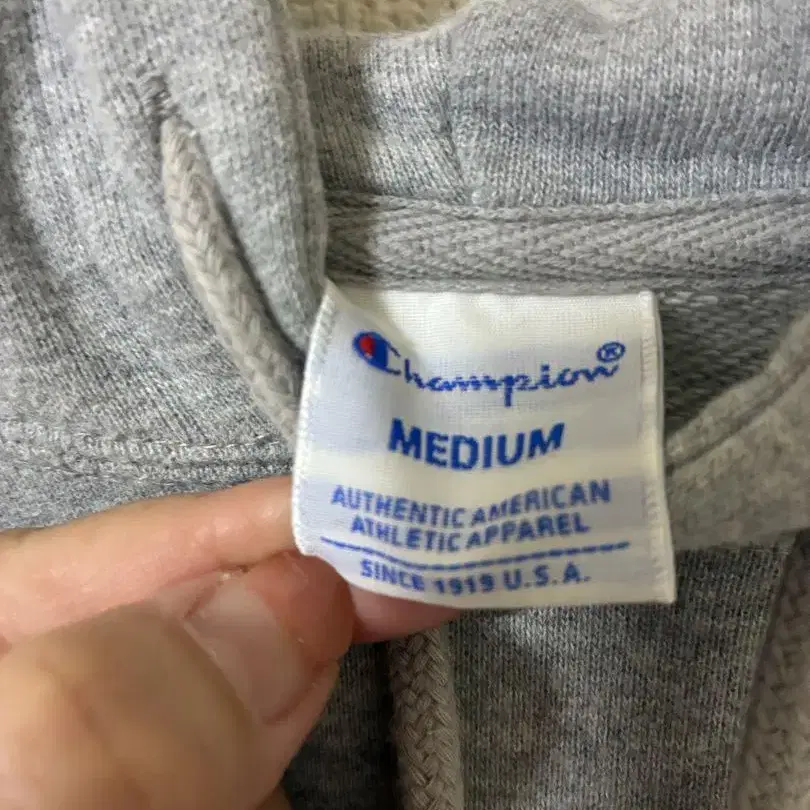 Champion®
MEDIUM
AUTHENTIC AMERICAN
ATHLETIC APPAREL
SINCE 1919 U.S.A.